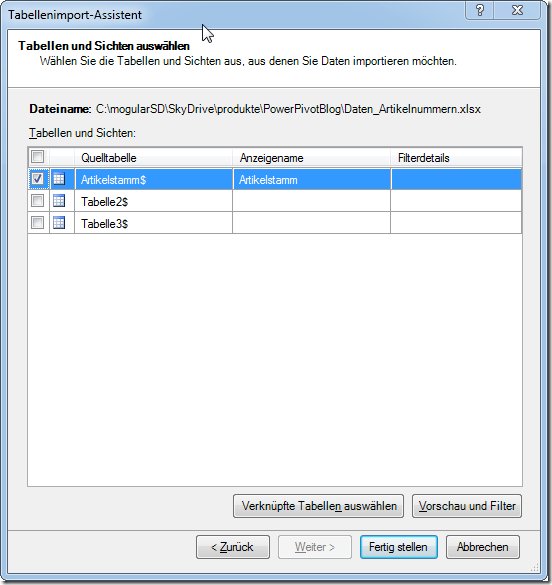 Tabellenimport-Assistent
Tabellen und Sichten auswählen
Wählen Sie die Tabellen und Sichten aus, aus denen Sie Daten importieren möchten.
Dateiname: C:\mogularSD\SkyDrive\produkte\PowerPivotBlog\Daten_Artikelnummern.xlsx
Tabellen und Sichten:
Quelltabelle Anzeigename Filterdetails
Artikelstamm$ Artikelstamm
Tabelle2$
Tabelle3$
Verknüpfte Tabellen auswählen Vorschau und Filter
< Zurück Weiter > Fertig stellen Abbrechen